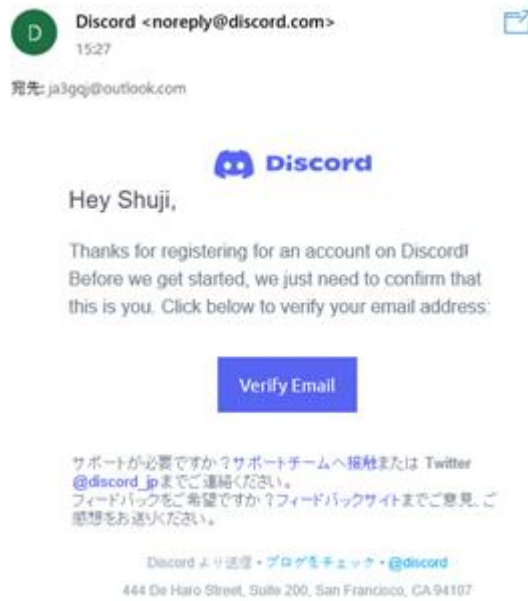 D
Discord <noreply@discord.com>
15:27
宛先: ja3gqj@outlook.com
Discord
Hey Shuji,
Thanks for registering for an account on Discord!
Before we get started, we just need to confirm that
this is you. Click below to verify your email address:
Verify Email
サポートが必要ですか?サポートチームへ接触または Twitter
@discord_jpまでご連絡ください。
フィードバックをご希望ですか?フィードバックサイトまでご意見、ご
感想をお送りください。
Discord より送信・ブログをチェック・@discord
444 De Haro Street, Suite 200, San Francisco, CA 94107